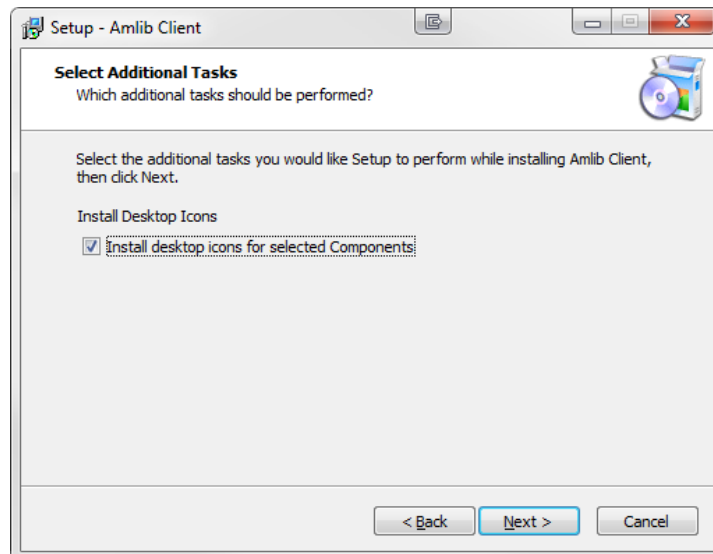 Setup - Amlib Client
Select Additional Tasks
Which additional tasks should be performed?
Select the additional tasks you would like Setup to perform while installing Amlib Client,
then click Next.
Install Desktop Icons
Install desktop icons for selected Components
< Back
Next >
Cancel